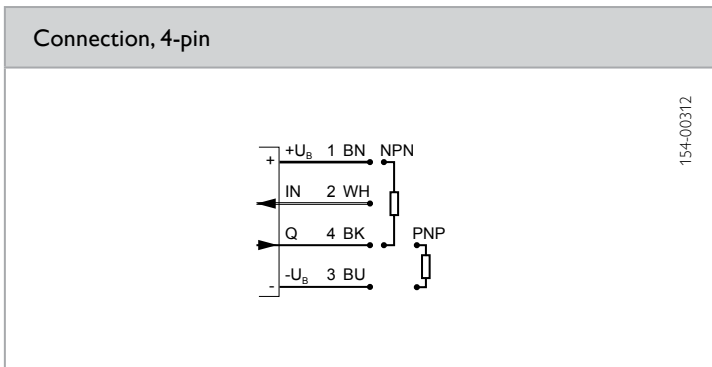 Connection, 4-pin
154-00312
+ +U_B 1 BN NPN
IN 2 WH
Q 4 BK PNP
- -U_B 3 BU